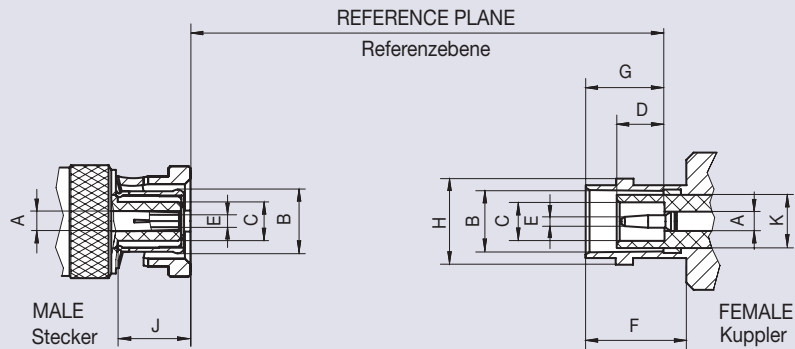 REFERENCE PLANE
Referenzebene
G
D
A
E
C
B
H
B
C
E
A
K
MALE
Stecker
J
F
FEMALE
Kuppler